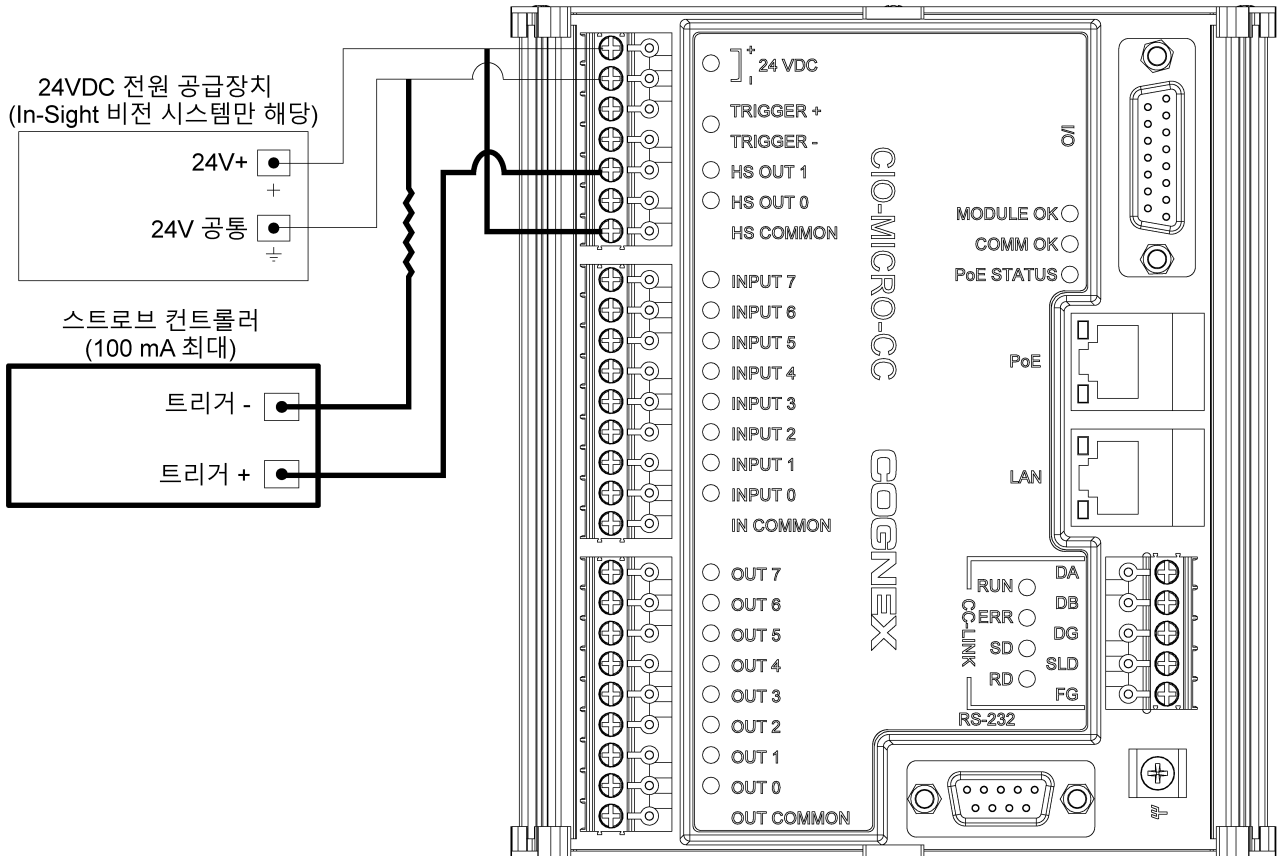 24VDC 전원 공급장치
(In-Sight 비전 시스템만 해당)
24V+
+
24V 공통
스트로브 컨트롤러
(100 mA 최대)
트리거 -
트리거 +
+
24 VDC
-
TRIGGER +
TRIGGER -
HS OUT 1
HS OUT 0
HS COMMON
INPUT 7
INPUT 6
INPUT 5
INPUT 4
INPUT 3
INPUT 2
INPUT 1
INPUT 0
IN COMMON
OUT 7
OUT 6
OUT 5
OUT 4
OUT 3
OUT 2
OUT 1
OUT 0
OUT COMMON
CIO-MICRO-CC
COGNEX
I/O
MODULE OK
COMM OK
PoE STATUS
PoE
LAN
CC-LINK
RUN
ERR
SD
RD
DA
DB
DG
SLD
FG
RS-232